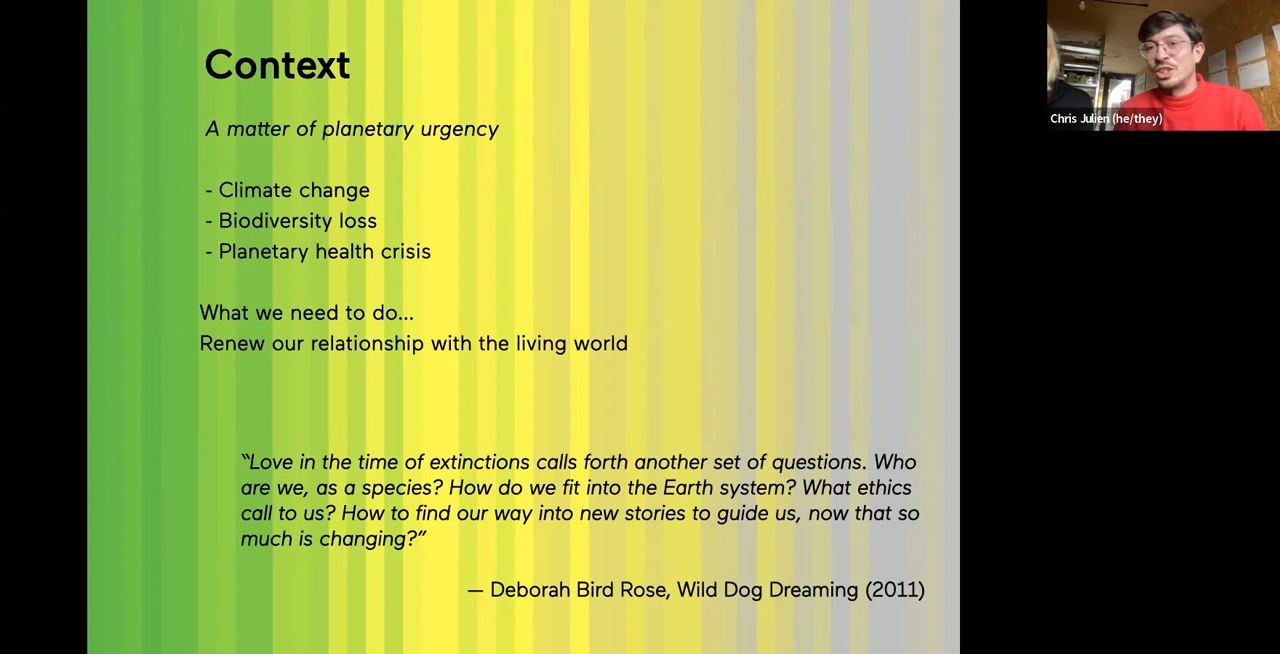 Context
A matter of planetary urgency
- Climate change
- Biodiversity loss
- Planetary health crisis
What we need to do...
Renew our relationship with the living world
“Love in the time of extinctions calls forth another set of questions. Who
are we, as a species? How do we fit into the Earth system? What ethics
call to us? How to find our way into new stories to guide us, now that so
much is changing?”
— Deborah Bird Rose, Wild Dog Dreaming (2011)
Chris Julien (he/they)